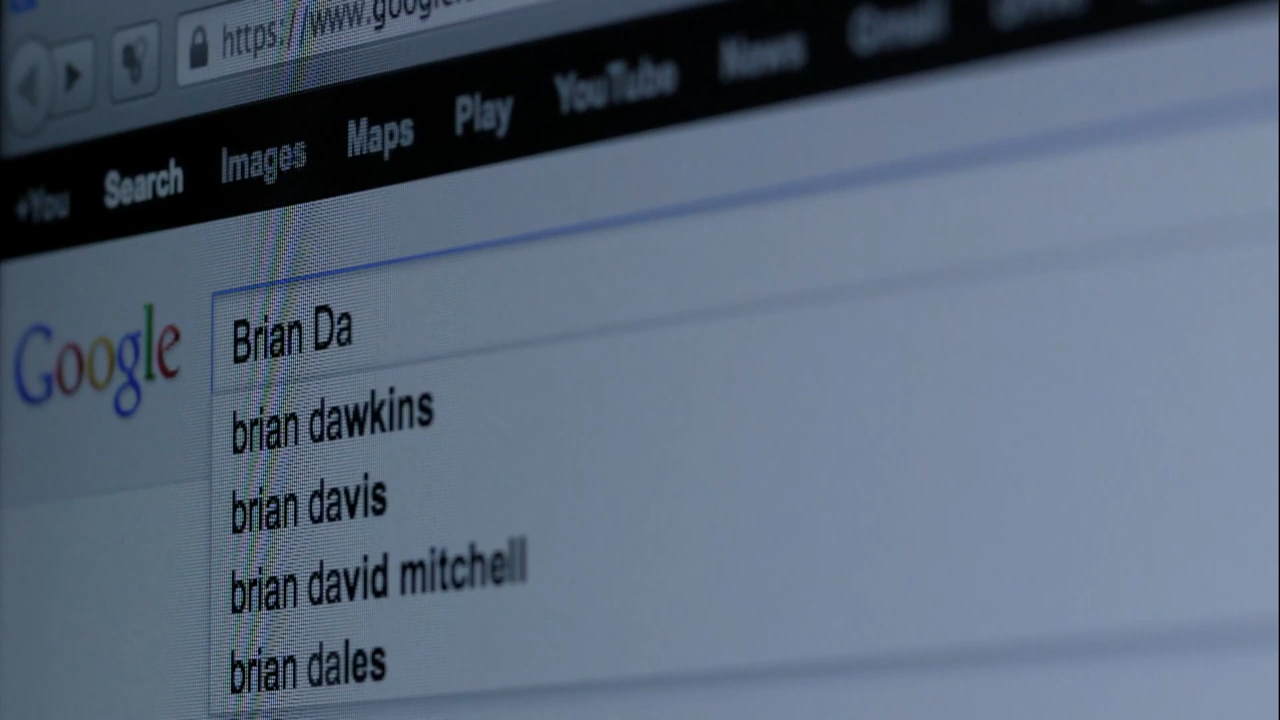 https://www.google.
+You Search Images Maps Play YouTube News Gmail
Google
Brian Da
brian dawkins
brian davis
brian david mitchell
brian dales